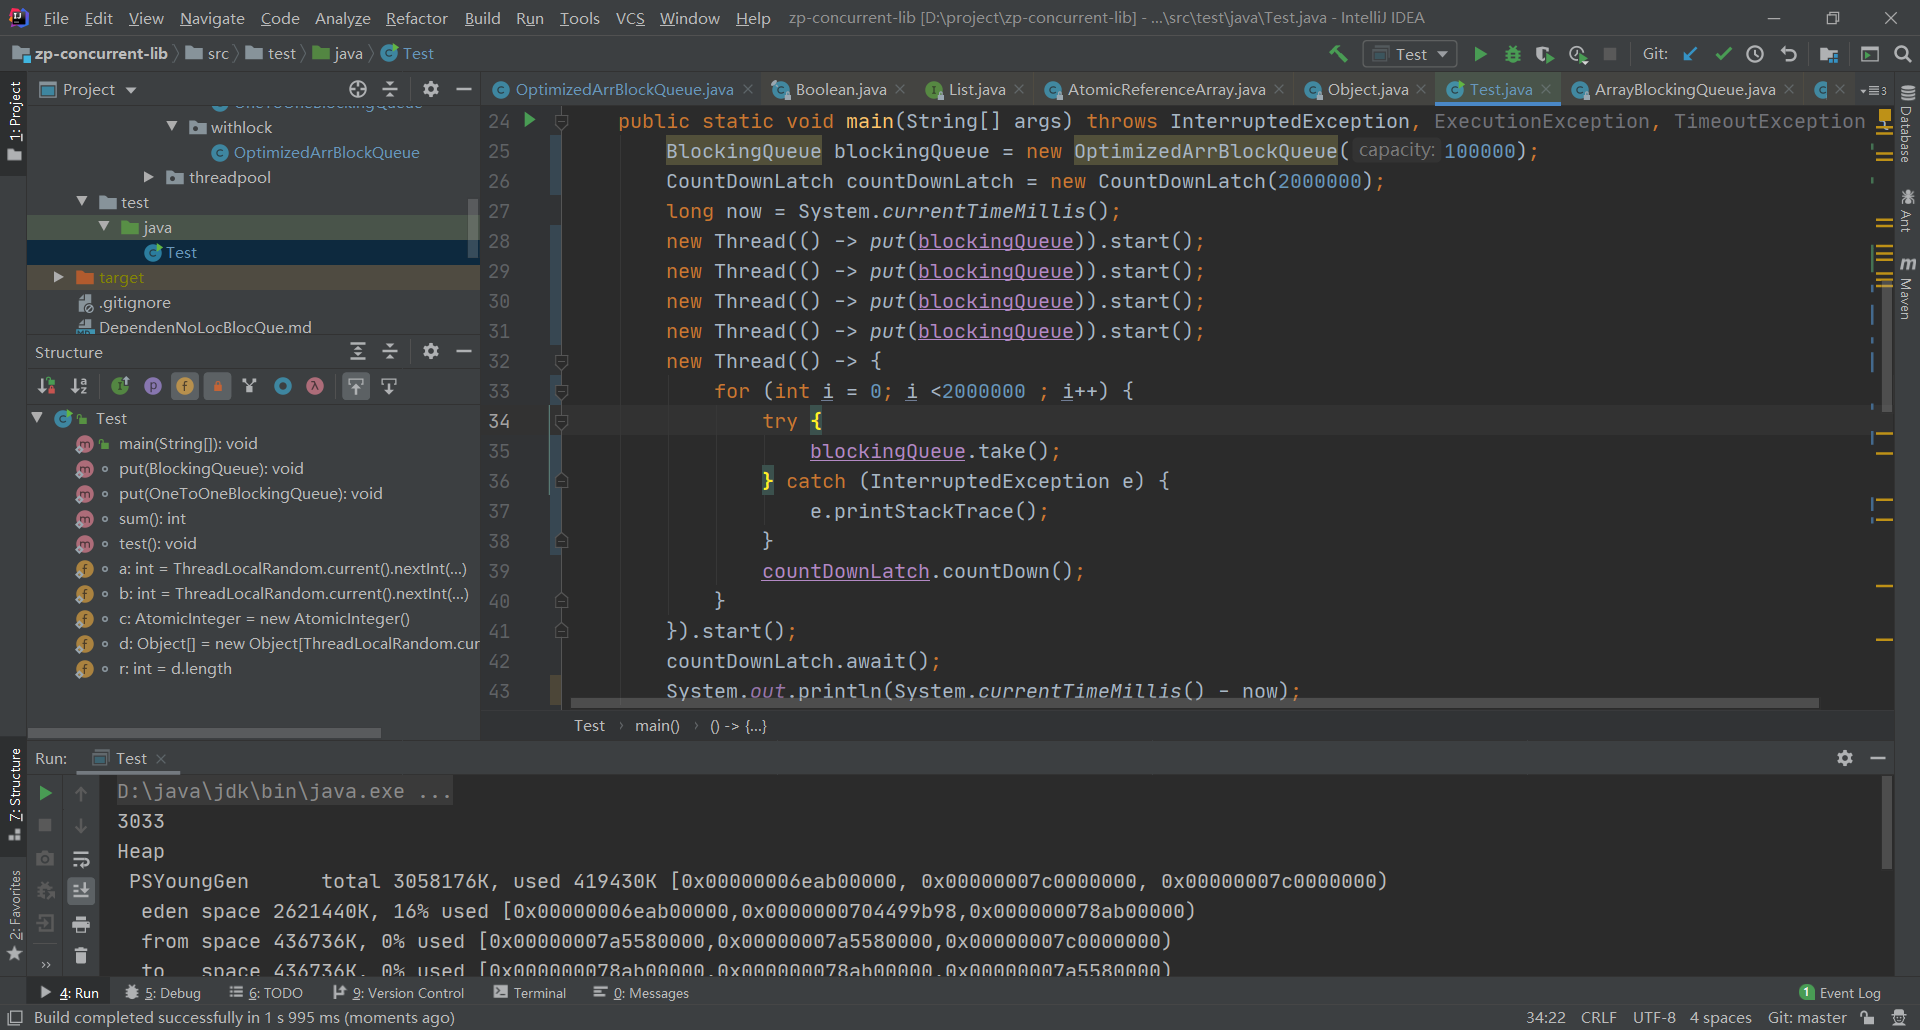 File Edit View Navigate Code Analyze Refactor Build Run Tools VCS Window Help zp-concurrent-lib [D:\project\zp-concurrent-lib] - ...\src\test\java\Test.java - IntelliJ IDEA
zp-concurrent-lib src test java Test
Test Git:
1: Project
Project
OneToOneBlockingQueue
withlock
OptimizedArrBlockQueue
threadpool
test
java
Test
target
.gitignore
DependenNoLocBlocQue.md
Structure
Test
main(String[]): void
put(BlockingQueue): void
put(OneToOneBlockingQueue): void
sum(): int
test(): void
a: int = ThreadLocalRandom.current().nextInt(...)
b: int = ThreadLocalRandom.current().nextInt(...)
c: AtomicInteger = new AtomicInteger()
d: Object[] = new Object[ThreadLocalRandom.cur
r: int = d.length
OptimizedArrBlockQueue.java Boolean.java List.java AtomicReferenceArray.java Object.java Test.java ArrayBlockingQueue.java 3
24 public static void main(String[] args) throws InterruptedException, ExecutionException, TimeoutException
25 BlockingQueue blockingQueue = new OptimizedArrBlockQueue( capacity: 100000);
26 CountDownLatch countDownLatch = new CountDownLatch(2000000);
27 long now = System.currentTimeMillis();
28 new Thread(() -> put(blockingQueue)).start();
29 new Thread(() -> put(blockingQueue)).start();
30 new Thread(() -> put(blockingQueue)).start();
31 new Thread(() -> put(blockingQueue)).start();
32 new Thread(() -> {
33 for (int i = 0; i <2000000 ; i++) {
34 try {
35 blockingQueue.take();
36 } catch (InterruptedException e) {
37 e.printStackTrace();
38 }
39 countDownLatch.countDown();
40 }
41 }).start();
42 countDownLatch.await();
43 System.out.println(System.currentTimeMillis() - now);
Test main() () -> {...}
Database
Ant
Maven
7: Structure
2: Favorites
Run: Test
D:\java\jdk\bin\java.exe ...
3033
Heap
PSYoungGen total 3058176K, used 419430K [0x00000006eab00000, 0x00000007c0000000, 0x00000007c0000000)
eden space 2621440K, 16% used [0x00000006eab00000,0x0000000704499b98,0x000000078ab00000)
from space 436736K, 0% used [0x00000007a5580000,0x00000007a5580000,0x00000007c0000000)
to space 436736K, 0% used [0x000000078ab00000,0x000000078ab00000,0x00000007a5580000)
4: Run 5: Debug 6: TODO 9: Version Control Terminal 0: Messages 1 Event Log
Build completed successfully in 1 s 995 ms (moments ago) 34:22 CRLF UTF-8 4 spaces Git: master